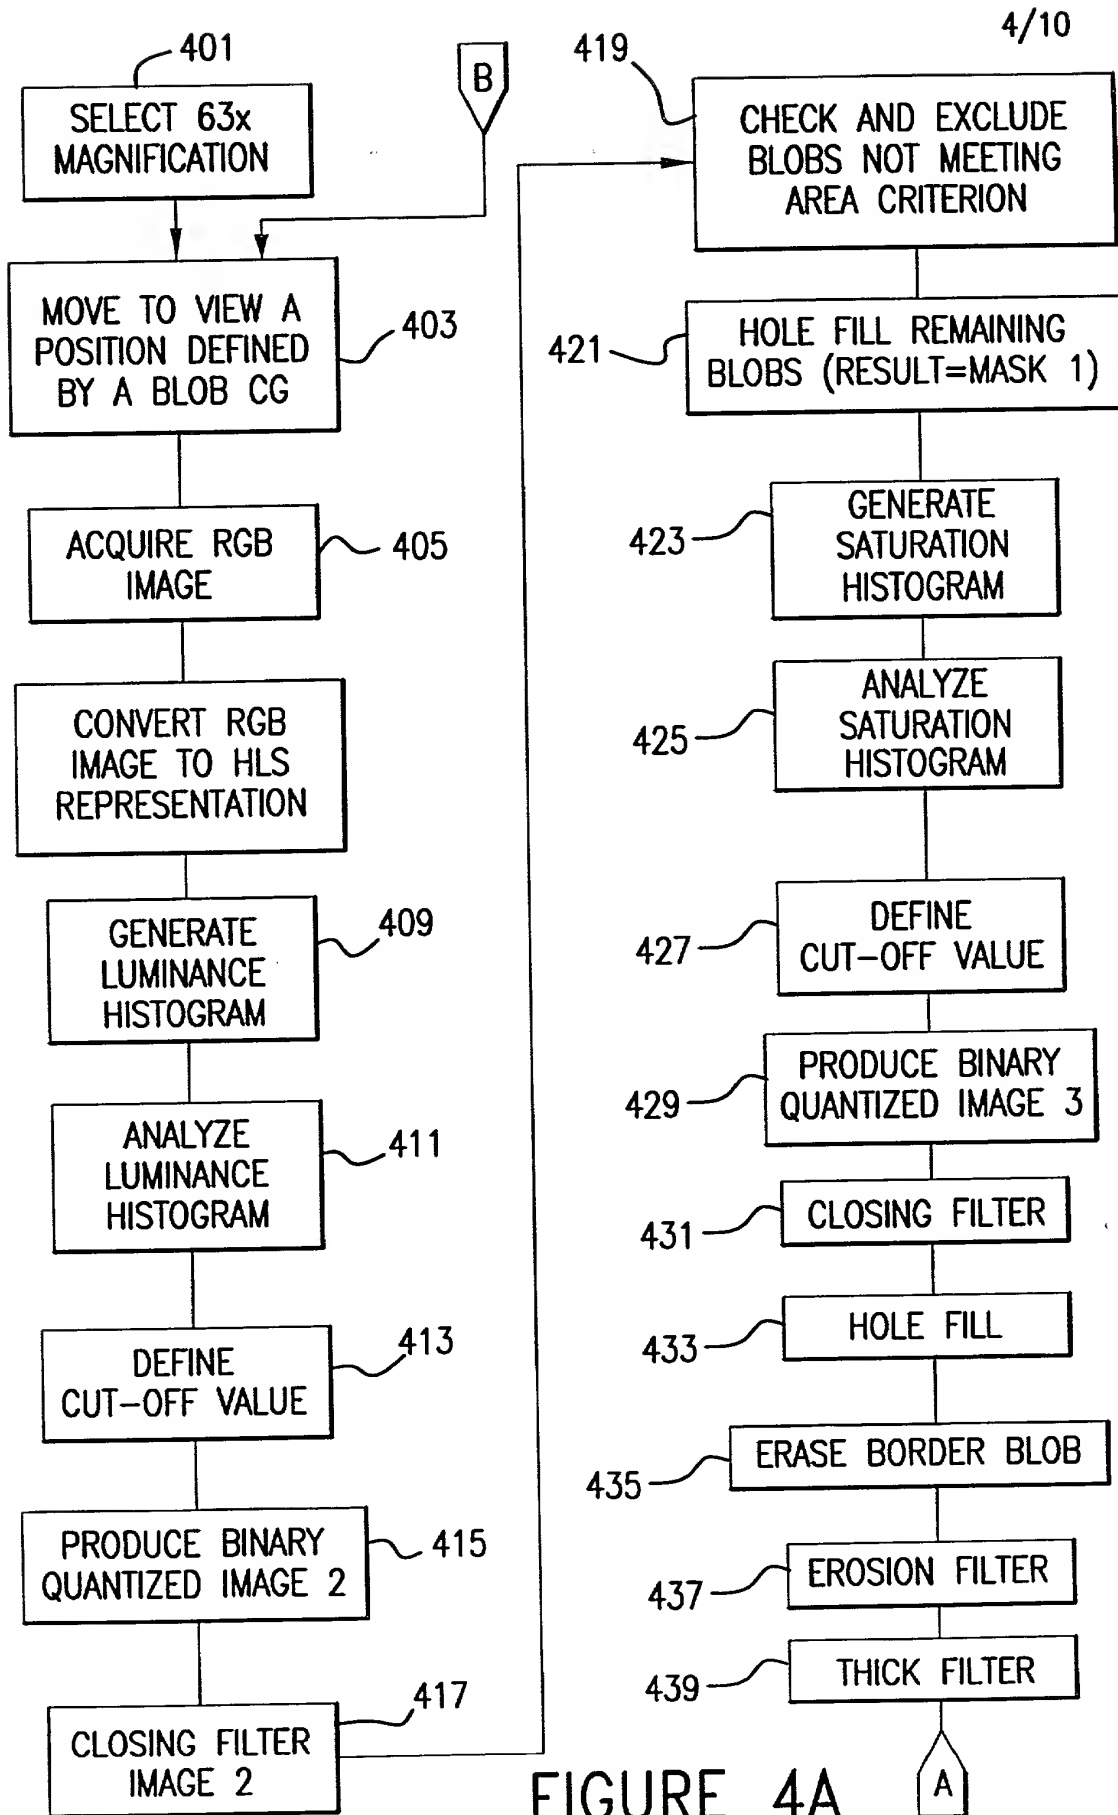 4/10
401
SELECT 63x
MAGNIFICATION
B
MOVE TO VIEW A
POSITION DEFINED
BY A BLOB CG
403
ACQUIRE RGB
IMAGE
405
CONVERT RGB
IMAGE TO HLS
REPRESENTATION
GENERATE
LUMINANCE
HISTOGRAM
409
ANALYZE
LUMINANCE
HISTOGRAM
411
DEFINE
CUT-OFF VALUE
413
PRODUCE BINARY
QUANTIZED IMAGE 2
415
CLOSING FILTER
IMAGE 2
417
419
CHECK AND EXCLUDE
BLOBS NOT MEETING
AREA CRITERION
421
HOLE FILL REMAINING
BLOBS (RESULT=MASK 1)
423
GENERATE
SATURATION
HISTOGRAM
425
ANALYZE
SATURATION
HISTOGRAM
427
DEFINE
CUT-OFF VALUE
429
PRODUCE BINARY
QUANTIZED IMAGE 3
431
CLOSING FILTER
433
HOLE FILL
435
ERASE BORDER BLOB
437
EROSION FILTER
439
THICK FILTER
A
FIGURE 4A